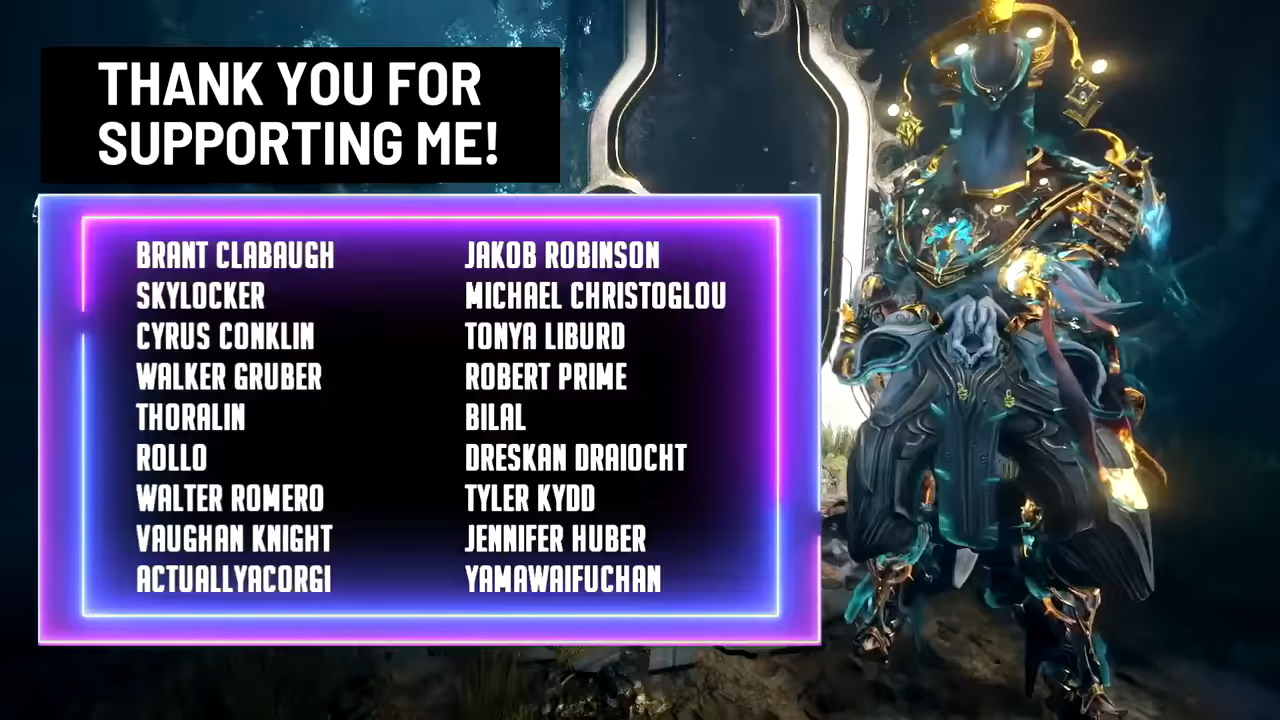 THANK YOU FOR
SUPPORTING ME!
BRANT CLABAUGH
SKYLOCKER
CYRUS CONKLIN
WALKER GRUBER
THORALIN
ROLLO
WALTER ROMERO
VAUGHAN KNIGHT
ACTUALLYACORGI
JAKOB ROBINSON
MICHAEL CHRISTOGLOU
TONYA LIBURD
ROBERT PRIME
BILAL
DRESKAN DRAIOCHT
TYLER KYDD
JENNIFER HUBER
YAMAWAIFUCHAN